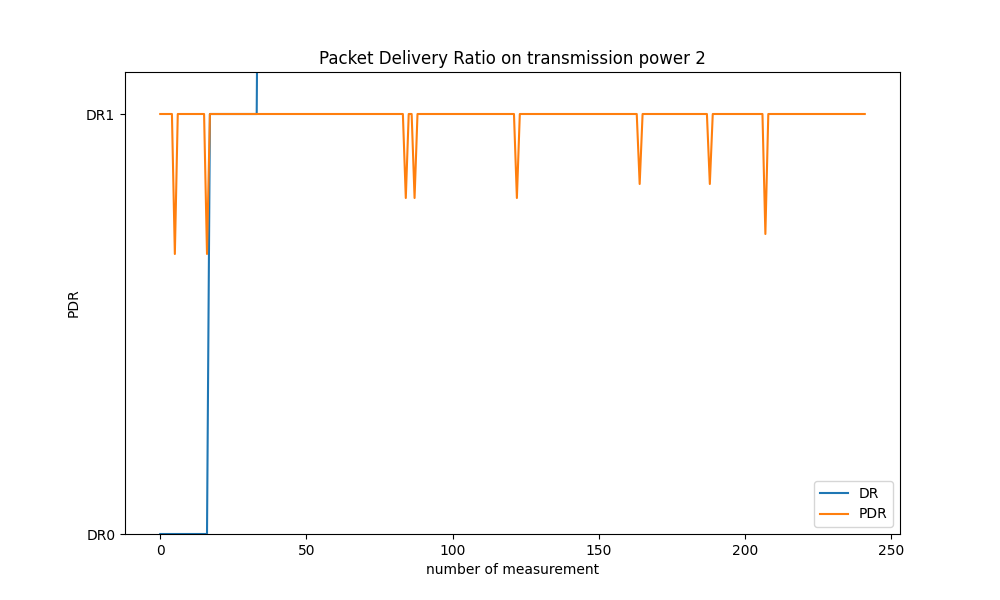 Packet Delivery Ratio on transmission power 2
DR1
PDR
DR0
DR
PDR
0 50 100 150 200 250
number of measurement